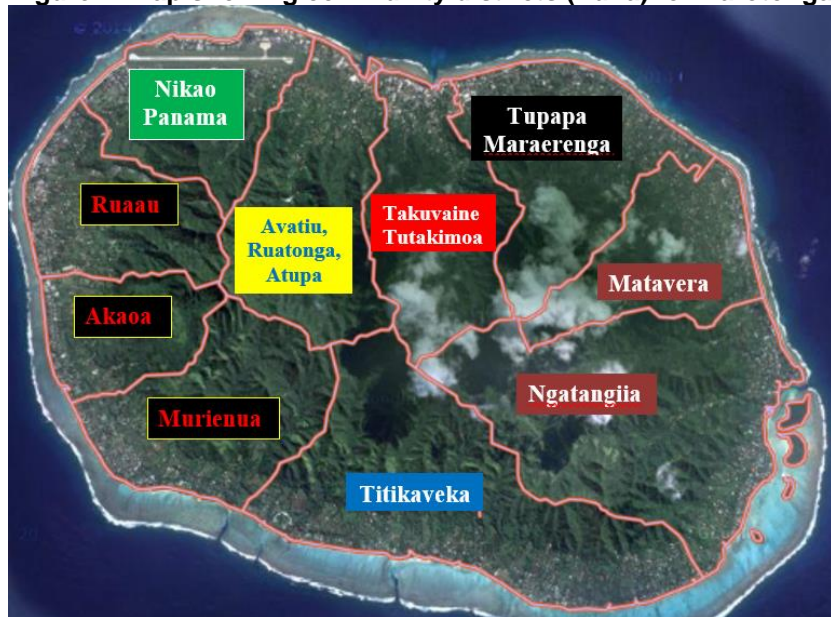 Nikao
Panama
Tupapa
Maraerenga
Ruaau
Avatiu,
Ruatonga,
Atupa
Takuvaine
Tutakimoa
Matavera
Akaoa
Ngatangiia
Murienua
Titikaveka